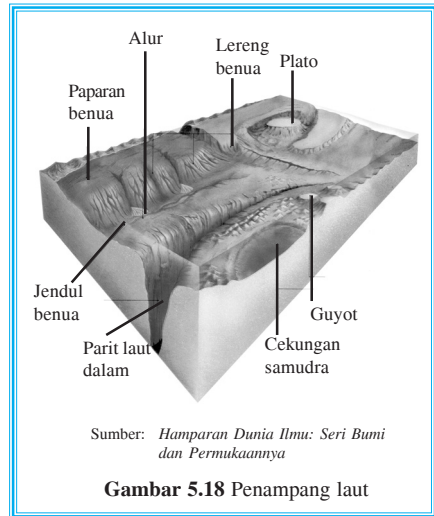 Alur
Lereng
benua
Plato
Paparan
benua
Jendul
benua
Parit laut
dalam
Guyot
Cekungan
samudra
Sumber: Hamparan Dunia Ilmu: Seri Bumi
dan Permukaannya
Gambar 5.18 Penampang laut